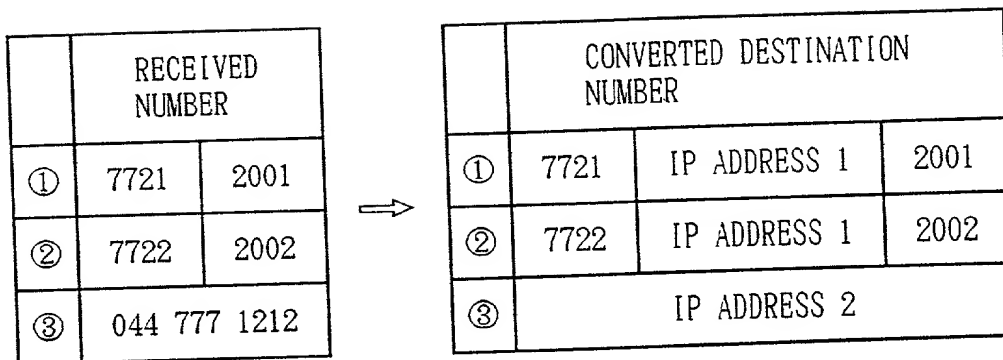 RECEIVED
NUMBER
① 7721 2001
② 7722 2002
③ 044 777 1212
⇨
CONVERTED DESTINATION
NUMBER
① 7721 IP ADDRESS 1 2001
② 7722 IP ADDRESS 1 2002
③ IP ADDRESS 2